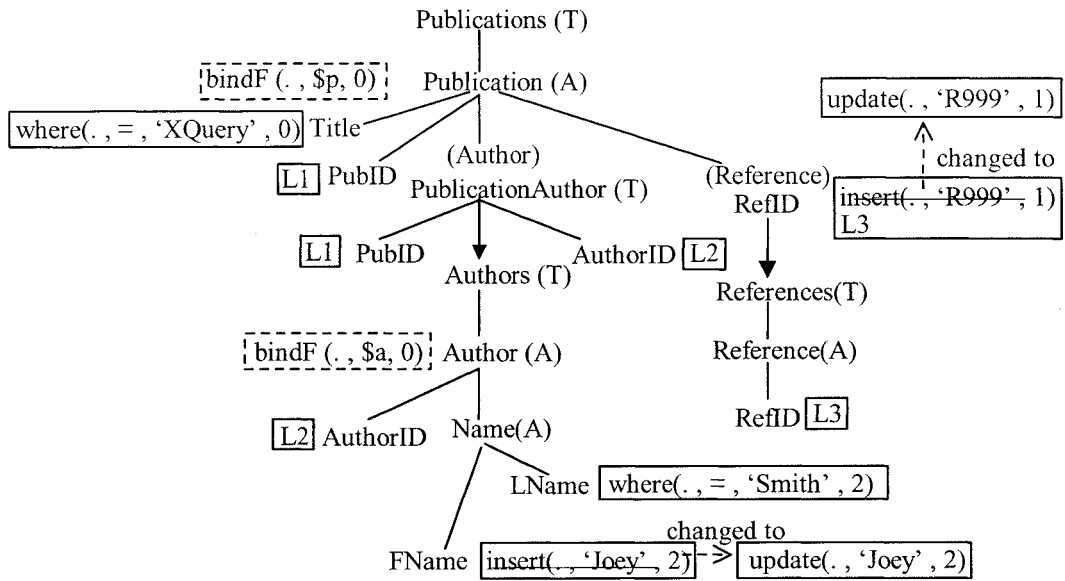 Publications (T)
bindF (. , $p, 0) Publication (A)
update(. , ‘R999’ , 1)
where(. , = , ‘XQuery’ , 0) Title
changed to
(Author)
L1 PubID
(Reference)
insert(. , ‘R999’ , 1)
PublicationAuthor (T)
RefID
L3
L1 PubID
AuthorID L2
Authors (T)
References(T)
bindF (. , $a, 0) Author (A)
Reference(A)
L2 AuthorID
Name(A)
RefID L3
LName where(. , = , ‘Smith’ , 2)
changed to
FName insert(. , ‘Joey’ , 2) update(. , ‘Joey’ , 2)